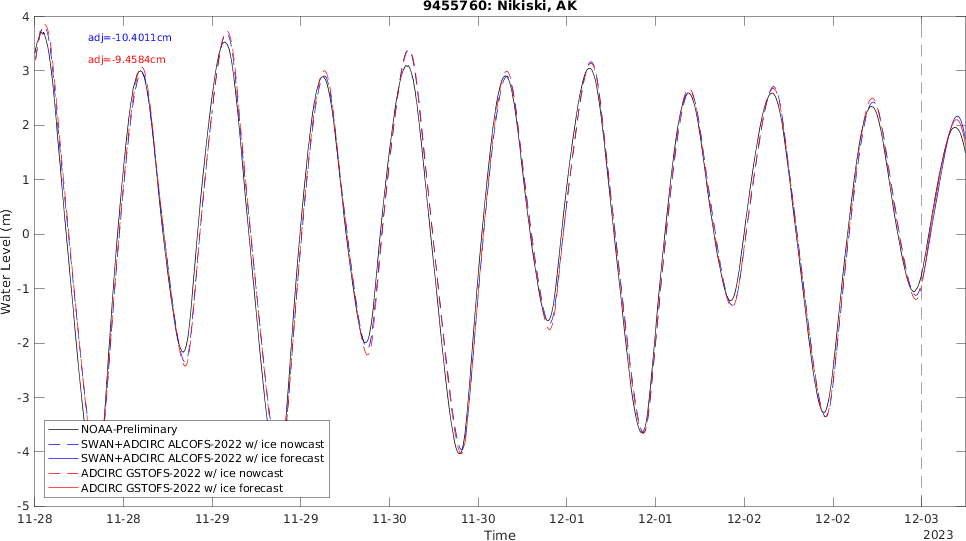 9455760: Nikiski, AK
adj=-10.4011cm
adj=-9.4584cm
4
3
2
1
0
-1
-2
-3
-4
-5
Water Level (m)
NOAA-Preliminary
SWAN+ADCIRC ALCOFS-2022 w/ ice nowcast
SWAN+ADCIRC ALCOFS-2022 w/ ice forecast
ADCIRC GSTOFS-2022 w/ ice nowcast
ADCIRC GSTOFS-2022 w/ ice forecast
11-28 11-28 11-29 11-29 11-30 11-30 12-01 12-01 12-02 12-02 12-03
Time
2023